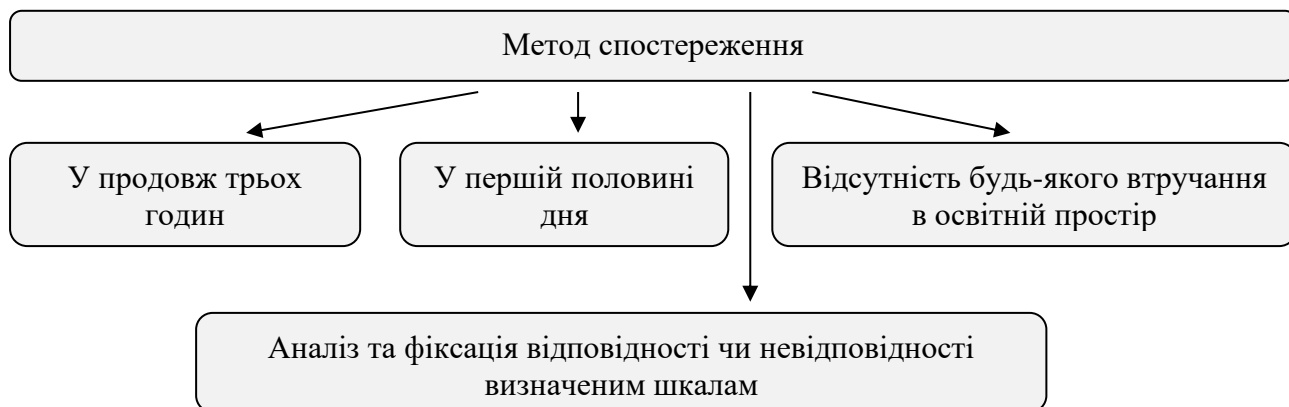 Метод спостереження
У продовж трьох
годин
У першій половині
дня
Відсутність будь-якого втручання
в освітній простір
Аналіз та фіксація відповідності чи невідповідності
визначеним шкалам